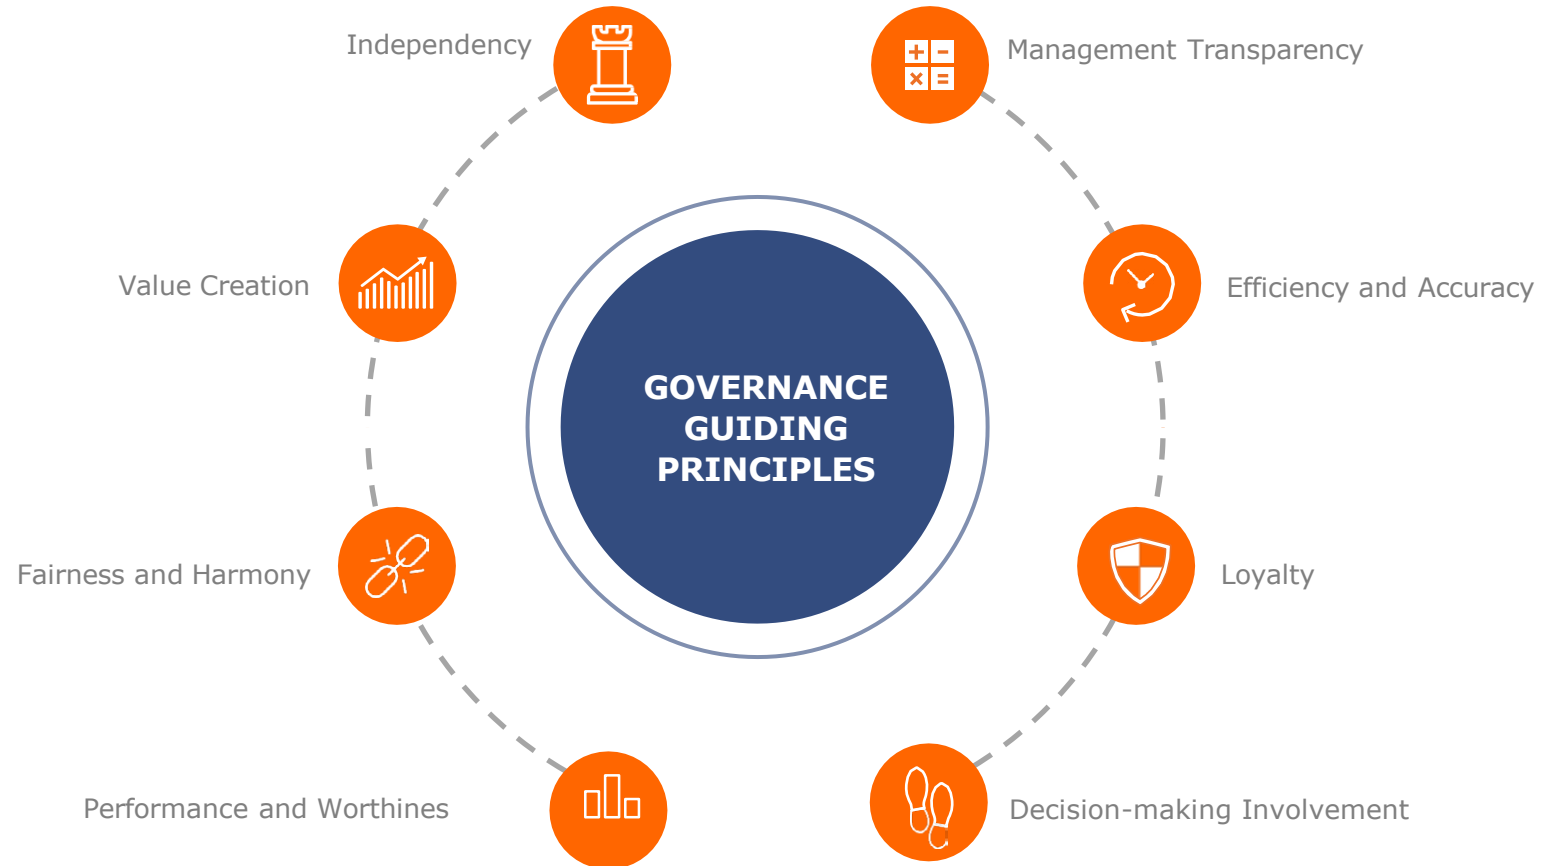 Independency
Management Transparency
Value Creation
Efficiency and Accuracy
GOVERNANCE
GUIDING
PRINCIPLES
Fairness and Harmony
Loyalty
Performance and Worthines
Decision-making Involvement